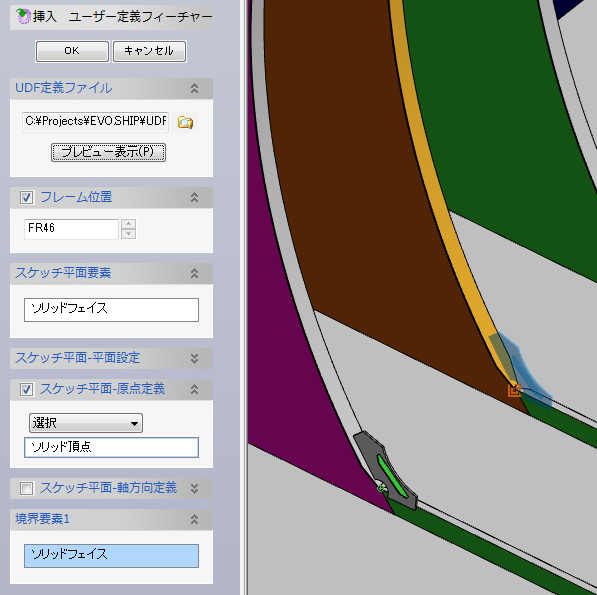 挿入 ユーザー定義フィーチャー
OK キャンセル
UDF定義ファイル
C:¥Projects¥EVO.SHIP¥UDF
プレビュー表示(P)
フレーム位置
FR46
スケッチ平面要素
ソリッドフェイス
スケッチ平面-平面設定
スケッチ平面-原点定義
選択
ソリッド頂点
スケッチ平面-軸方向定義
境界要素1
ソリッドフェイス